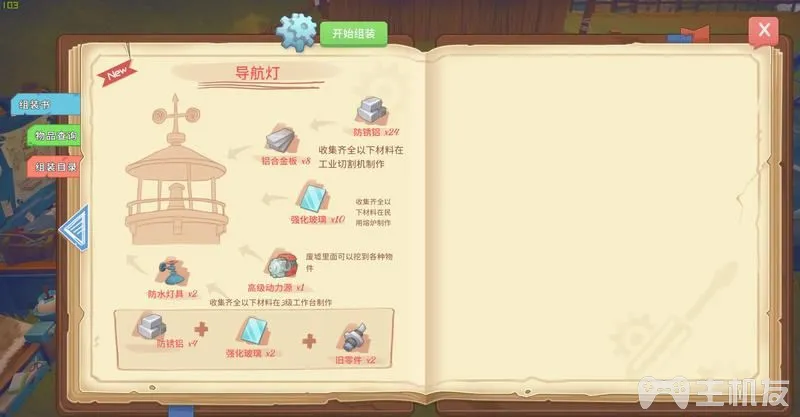 103
开始组装
X
New
导航灯
组装书
物品查询
组装目录
防锈铝 x24
铝合金板 x8
收集齐全以下材料在
工业切割机制作
强化玻璃 x10
收集齐全以
下材料在民
用熔炉制作
防水灯具 x2
高级动力源 x1
废墟里面可以挖到各种物
件
收集齐全以下材料在3级工作台制作
防锈铝 x4
强化玻璃 x2
旧零件 x2
主机友